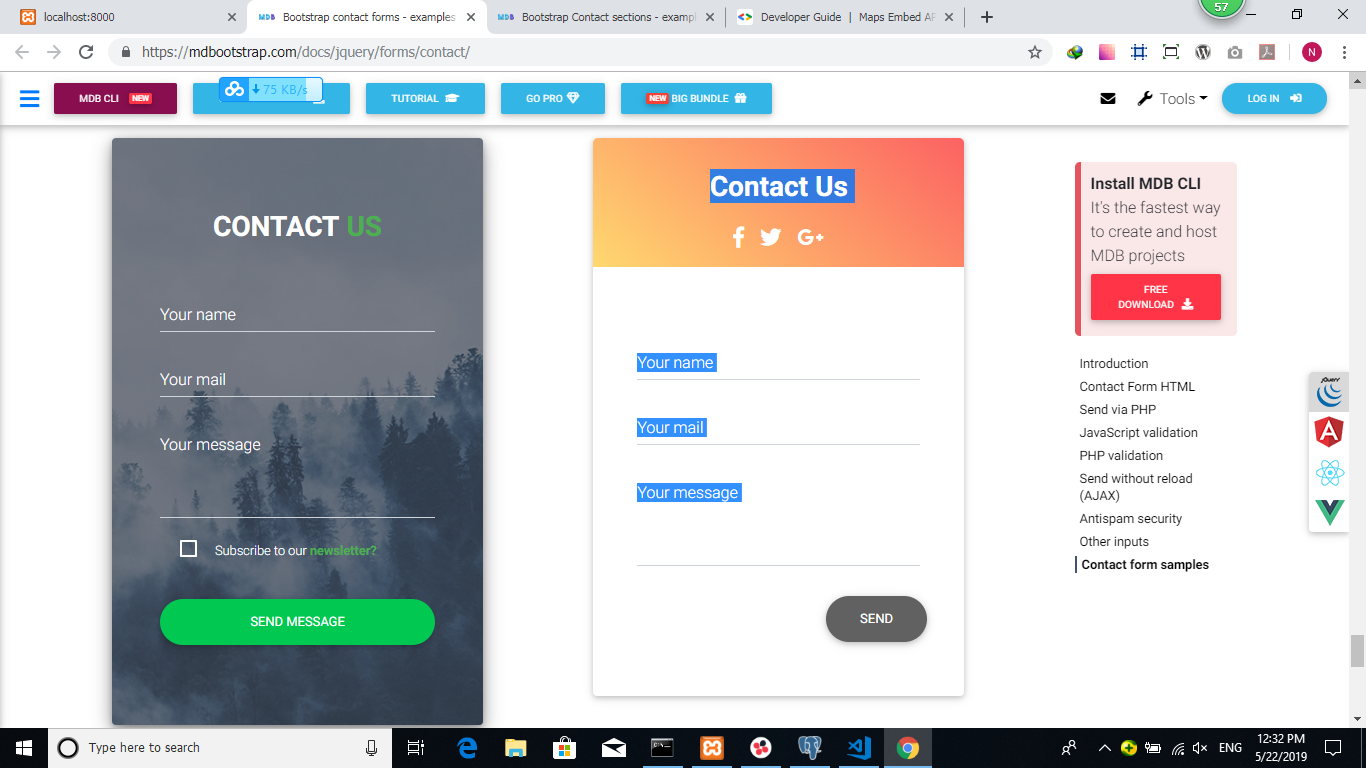 57
localhost:8000
Bootstrap contact forms - examples
Bootstrap Contact sections - exampl
Developer Guide | Maps Embed AP
https://mdbootstrap.com/docs/jquery/forms/contact/
N
MDB CLI NEW
75 KB/s
TUTORIAL
GO PRO
NEW BIG BUNDLE
Tools
LOG IN
CONTACT US
Your name
Your mail
Your message
Subscribe to our newsletter?
SEND MESSAGE
Contact Us
Your name
Your mail
Your message
SEND
Install MDB CLI
It's the fastest way
to create and host
MDB projects
FREE
DOWNLOAD
Introduction
Contact Form HTML
Send via PHP
JavaScript validation
PHP validation
Send without reload
(AJAX)
Antispam security
Other inputs
Contact form samples
jQuery
Type here to search
ENG
12:32 PM
5/22/2019